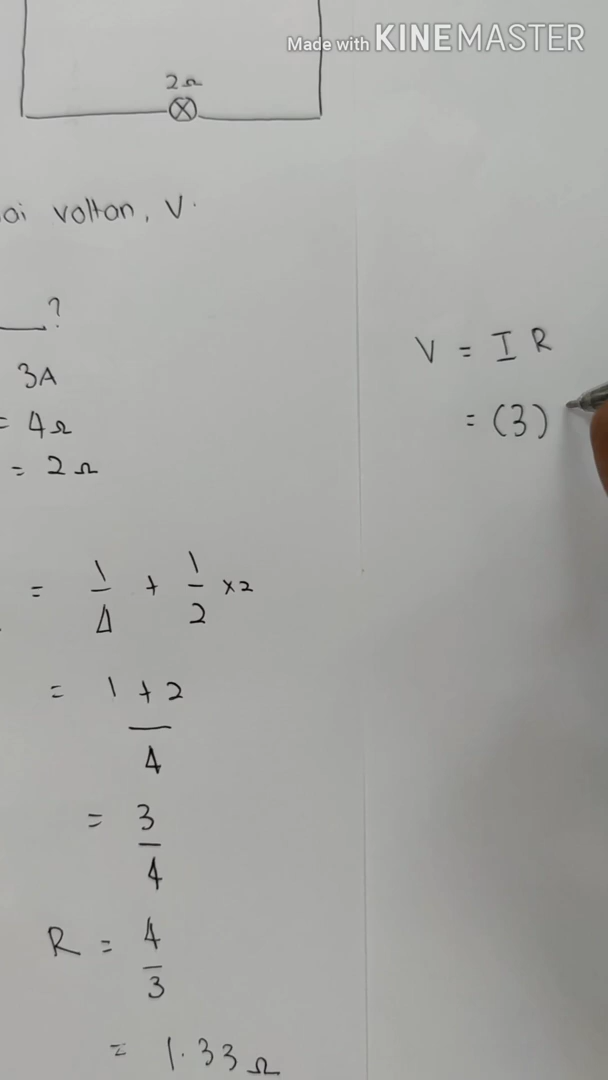 Made with KINEMASTER
2Ω
oi voltan, V.
?
3A
= 4Ω
= 2Ω
= 1/4 + 1/2 ×2
= 1 + 2 / 4
= 3/4
R = 4/3
= 1.33Ω
V = I R
= (3)